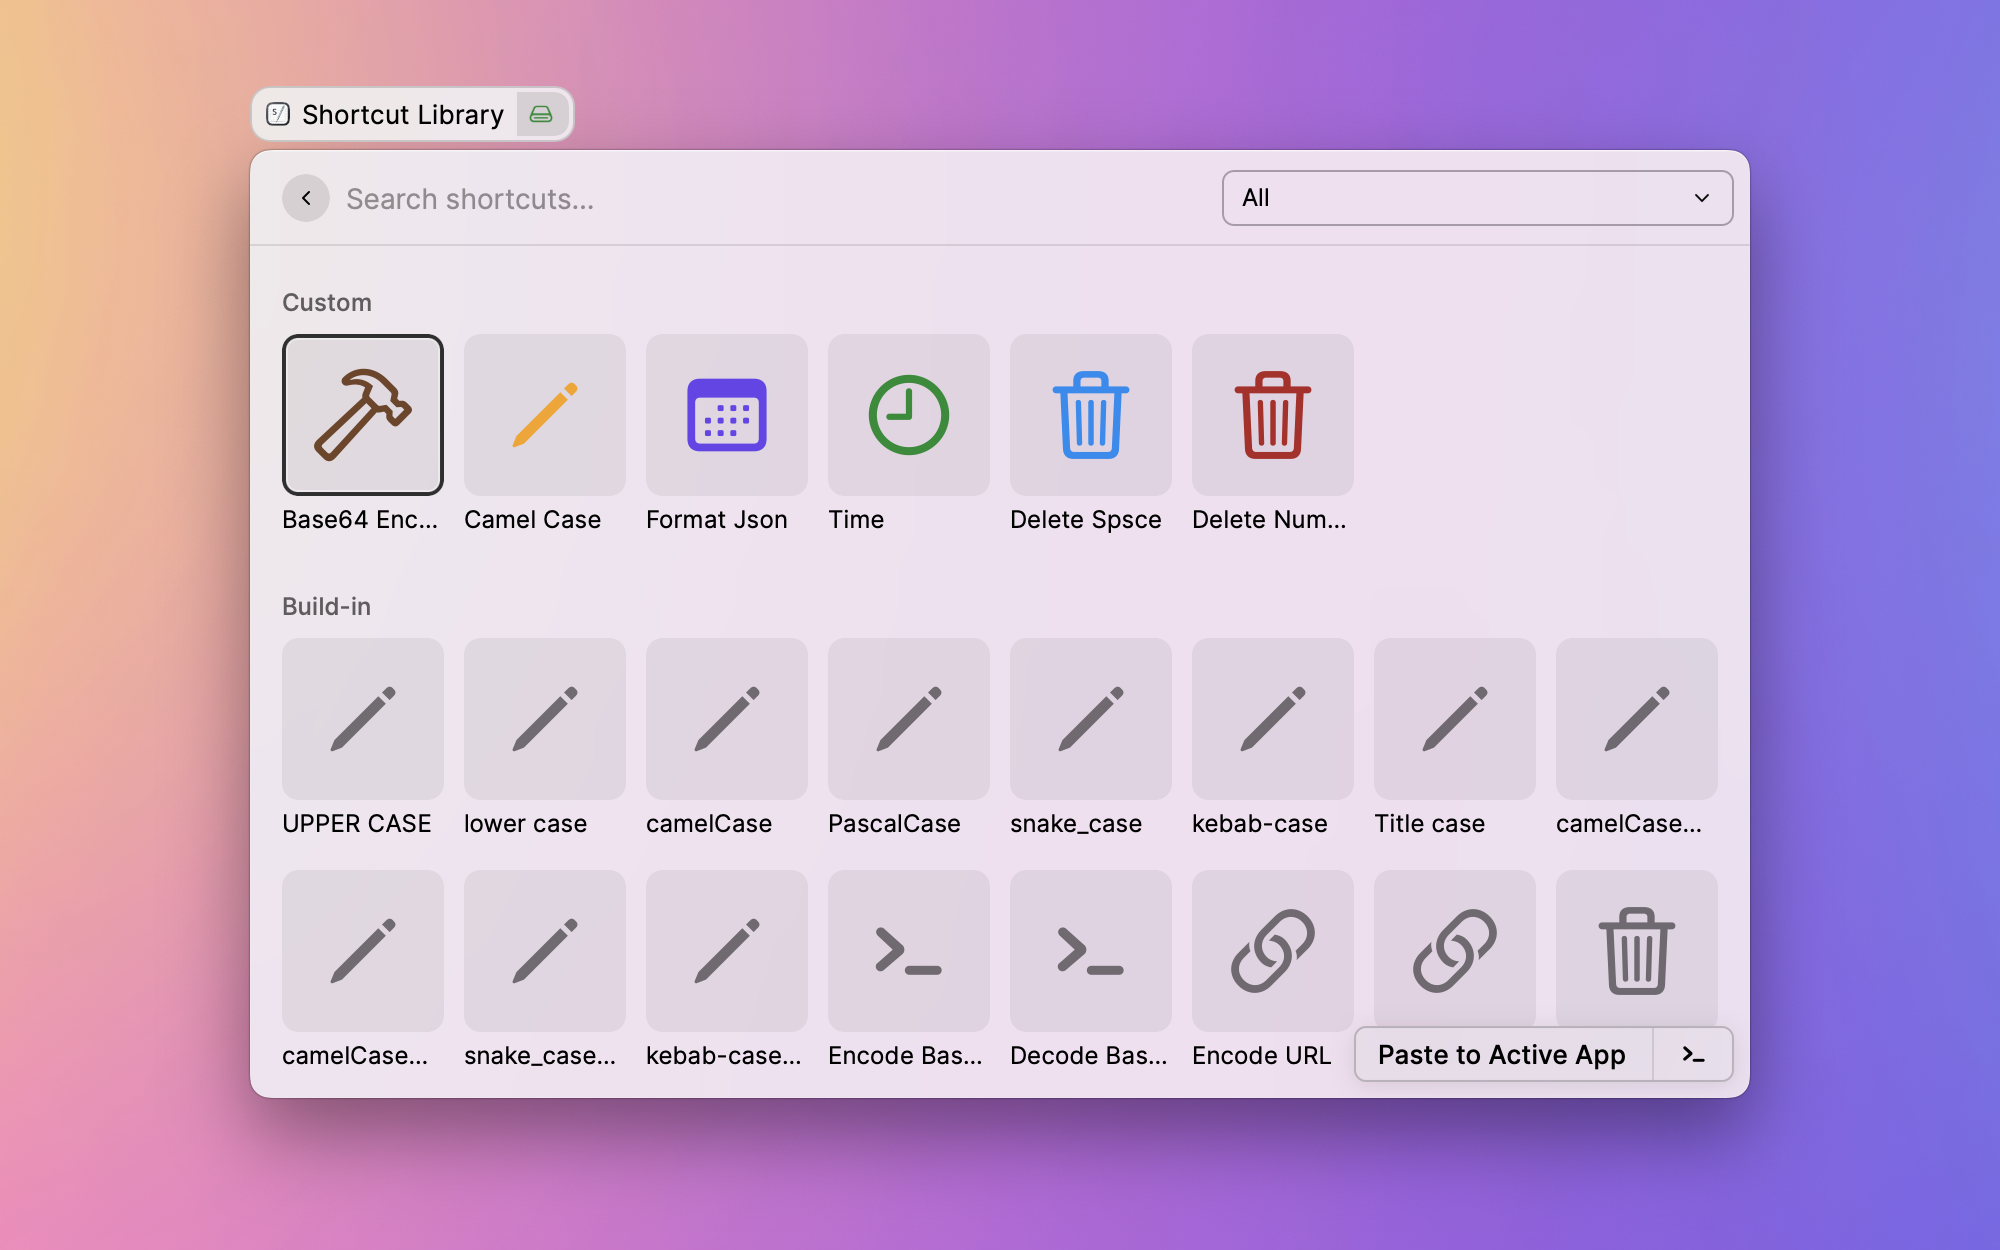 Shortcut Library
Search shortcuts...
All
Custom
Base64 Enc...
Camel Case
Format Json
Time
Delete Spsce
Delete Num...
Build-in
UPPER CASE
lower case
camelCase
PascalCase
snake_case
kebab-case
Title case
camelCase...
camelCase...
snake_case...
kebab-case...
Encode Bas...
Decode Bas...
Encode URL
Paste to Active App